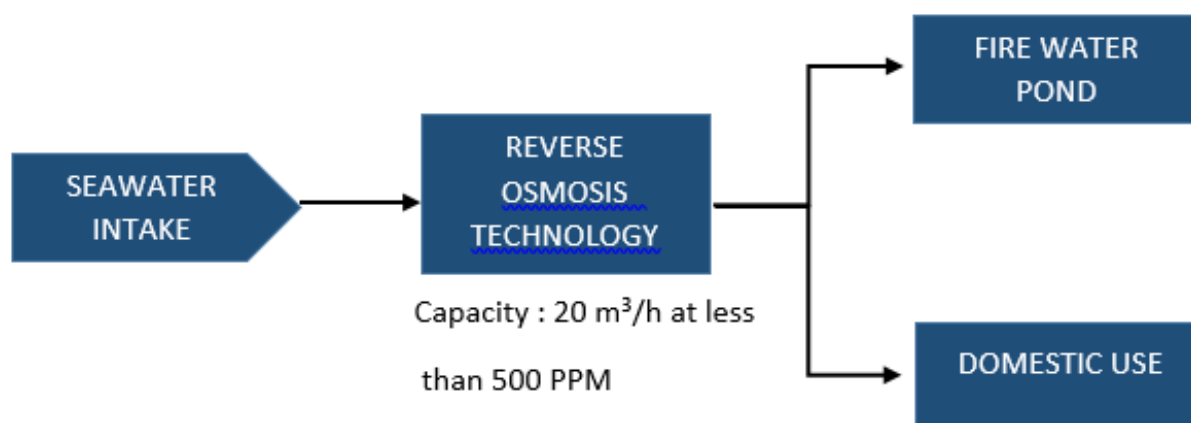 SEAWATER
INTAKE
REVERSE
OSMOSIS
TECHNOLOGY
Capacity : 20 m³/h at less
than 500 PPM
FIRE WATER
POND
DOMESTIC USE